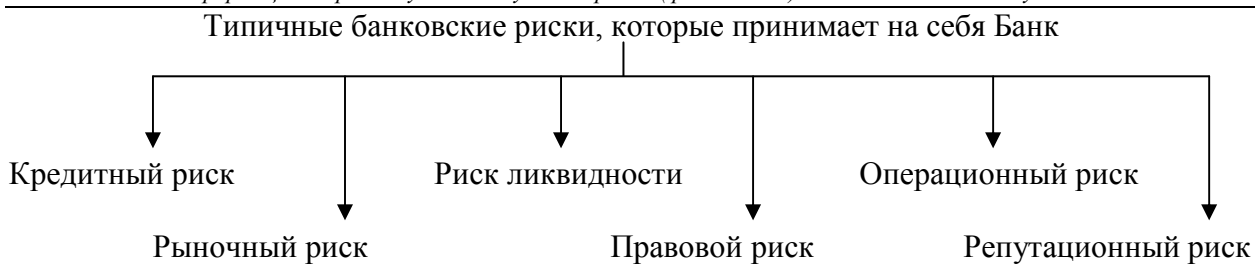 Типичные банковские риски, которые принимает на себя Банк
Кредитный риск Риск ликвидности Операционный риск
Рыночный риск Правовой риск Репутационный риск